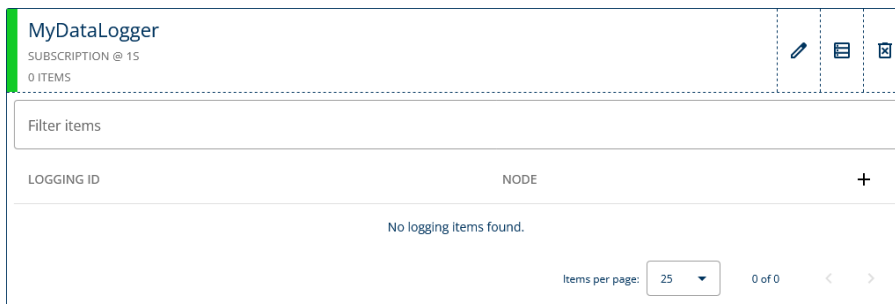 MyDataLogger
SUBSCRIPTION @ 1S
0 ITEMS
Filter items
LOGGING ID NODE +
No logging items found.
Items per page: 25 0 of 0